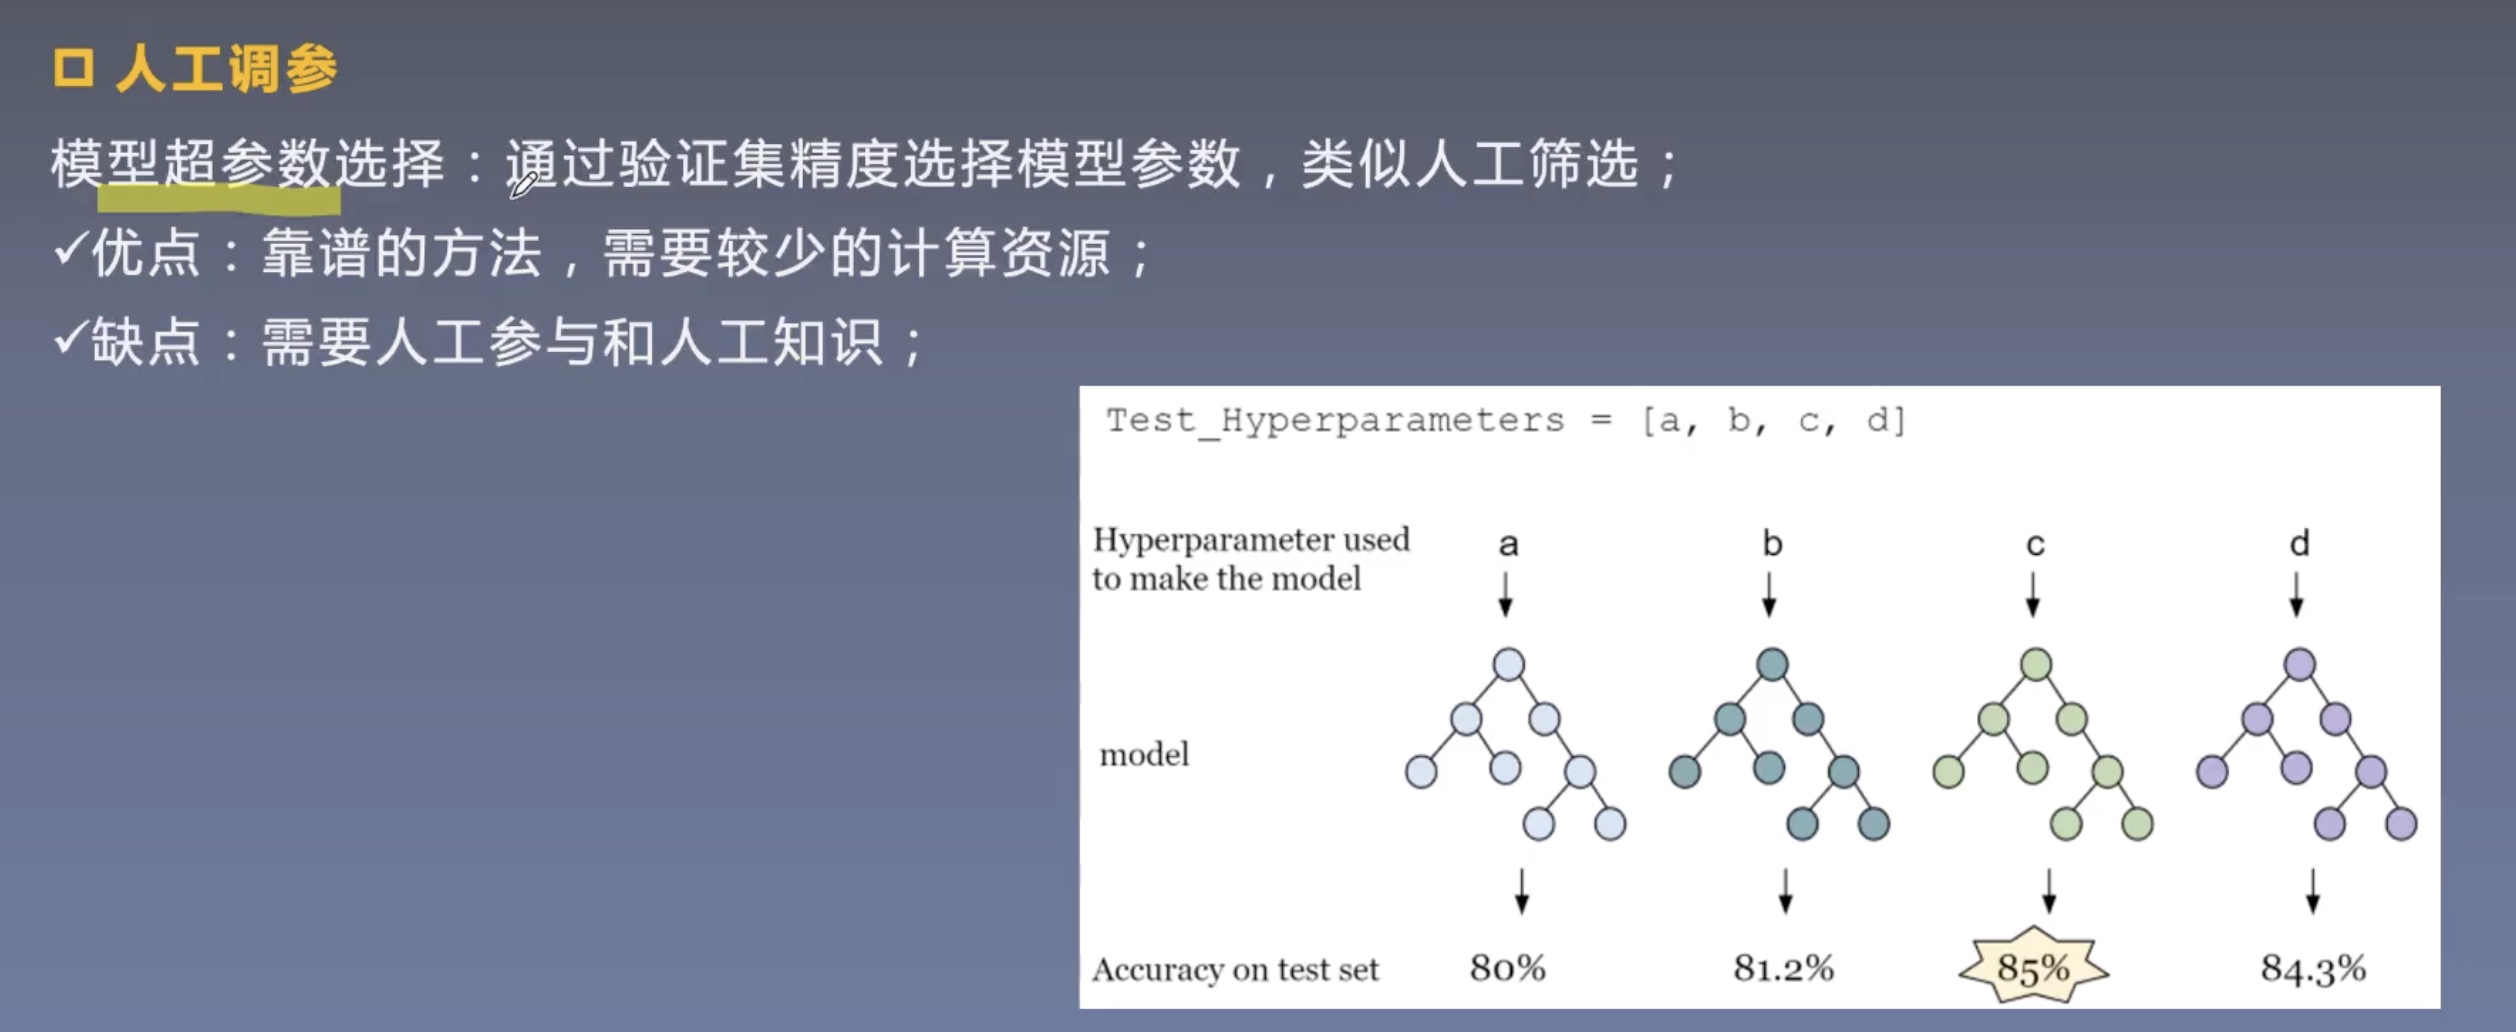 人工调参
模型超参数选择：通过验证集精度选择模型参数，类似人工筛选；
✓优点：靠谱的方法，需要较少的计算资源；
✓缺点：需要人工参与和人工知识；
Test_Hyperparameters = [a, b, c, d]
Hyperparameter used
to make the model
a b c d
model
Accuracy on test set 80% 81.2% 85% 84.3%